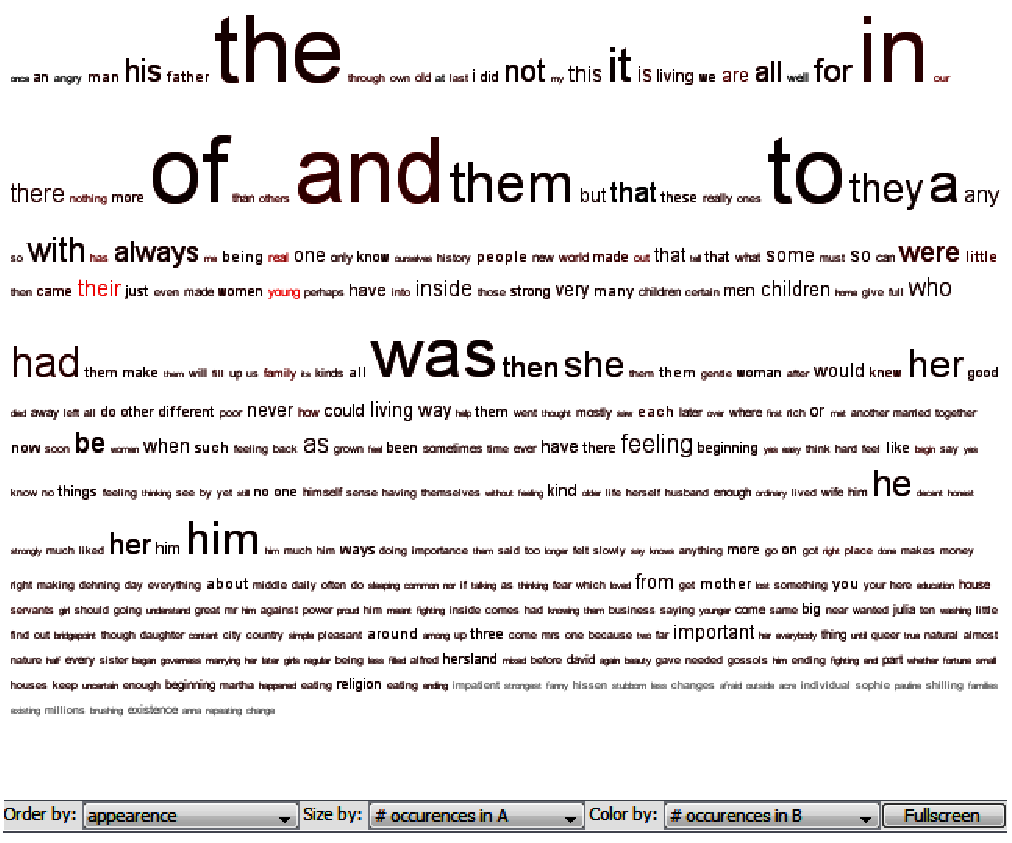 once an angry man his father the through own old at last i did not my this it is living we are all well for in our
there nothing more of than others and them but that these really ones to they a any
so with has always me being real one only know ourselves history people new world made out that tell that what some must so can were little
then came their just even made women young perhaps have into inside those strong very many children certain men children home give full who
had them make them will fill up us family its kinds all was then she them them gentle woman after would knew her good
died away left all do other different poor never how could living way help them went thought mostly saw each later over where first rich or met another married together
now soon be women when such feeling back as grown feel been sometimes time ever have there feeling beginning yes easy think hard feel like begin say yes
know no things feeling thinking see by yet still no one himself sense having themselves without feeling kind older life herself husband enough ordinary lived wife him he decent honest
strongly much liked her him him him much him ways doing importance them said too longer felt slowly say knows anything more go on got right place done makes money
right making dehning day everything about middle daily often do sleeping common nor if talking as thinking fear which loved from get mother lost something you your here education house
servants girl should going understand great mr him against power proud him meant fighting inside comes had knowing them business saying younger come same big near wanted julia ten washing little
find out bridgepoint though daughter content city country simple pleasant around among up three come mrs one because two far important her everybody thing until queer true natural almost
nature half every sister began governess marrying her later girls regular being less filled alfred hersland mixed before david again beauty gave needed gossols him ending fighting end part whether fortune small
houses keep uncertain enough beginning martha happened eating religion eating ending impatient strongest fanny hissen stubborn less changes afraid outside acre individual sophie pauline shilling families
existing millions brushing existence anna repeating change
Order by: appearence Size by: # occurences in A Color by: # occurences in B Fullscreen